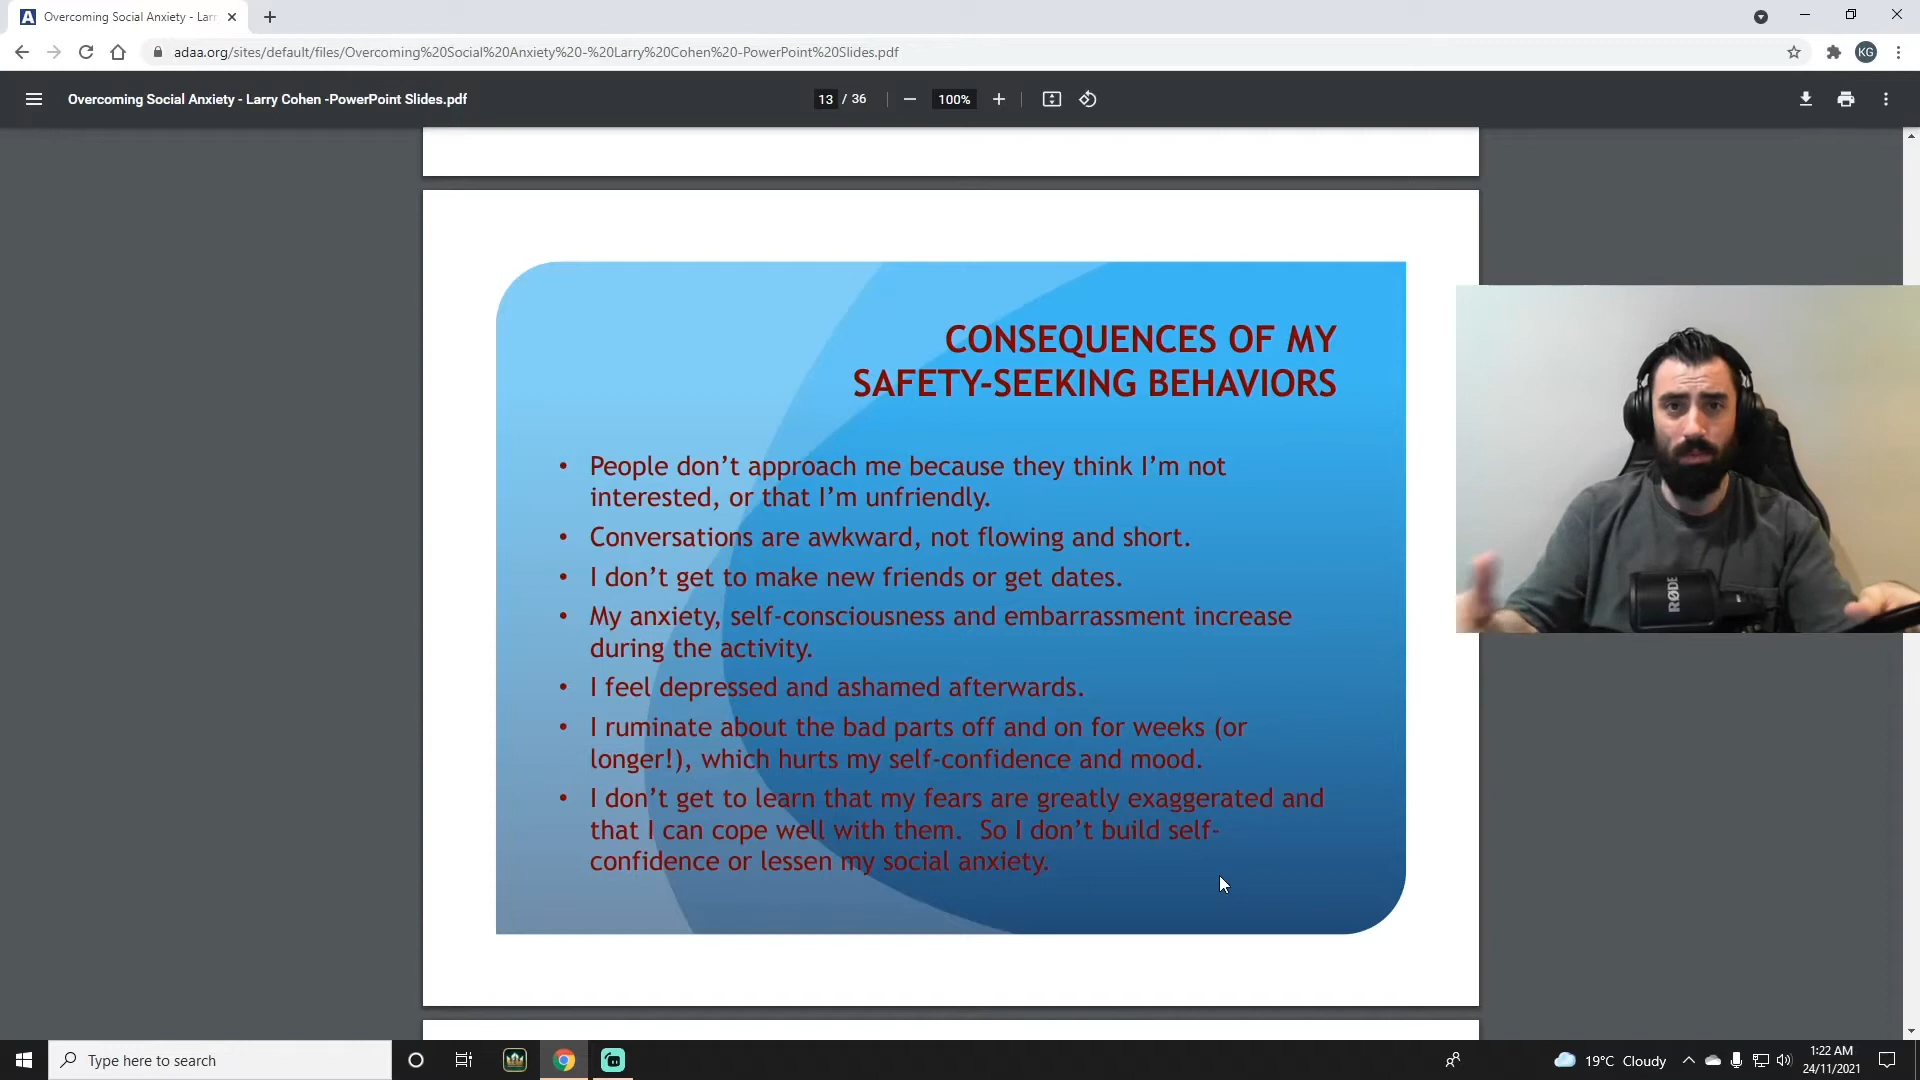 Overcoming Social Anxiety - Larr
adaa.org/sites/default/files/Overcoming%20Social%20Anxiety%20-%20Larry%20Cohen%20-PowerPoint%20Slides.pdf
KG
Overcoming Social Anxiety - Larry Cohen -PowerPoint Slides.pdf
13 / 36
100%
CONSEQUENCES OF MY
SAFETY-SEEKING BEHAVIORS
• People don’t approach me because they think I’m not
interested, or that I’m unfriendly.
• Conversations are awkward, not flowing and short.
• I don’t get to make new friends or get dates.
• My anxiety, self-consciousness and embarrassment increase
during the activity.
• I feel depressed and ashamed afterwards.
• I ruminate about the bad parts off and on for weeks (or
longer!), which hurts my self-confidence and mood.
• I don’t get to learn that my fears are greatly exaggerated and
that I can cope well with them.  So I don’t build self-
confidence or lessen my social anxiety.
RØDE
Type here to search
19°C Cloudy
1:22 AM
24/11/2021